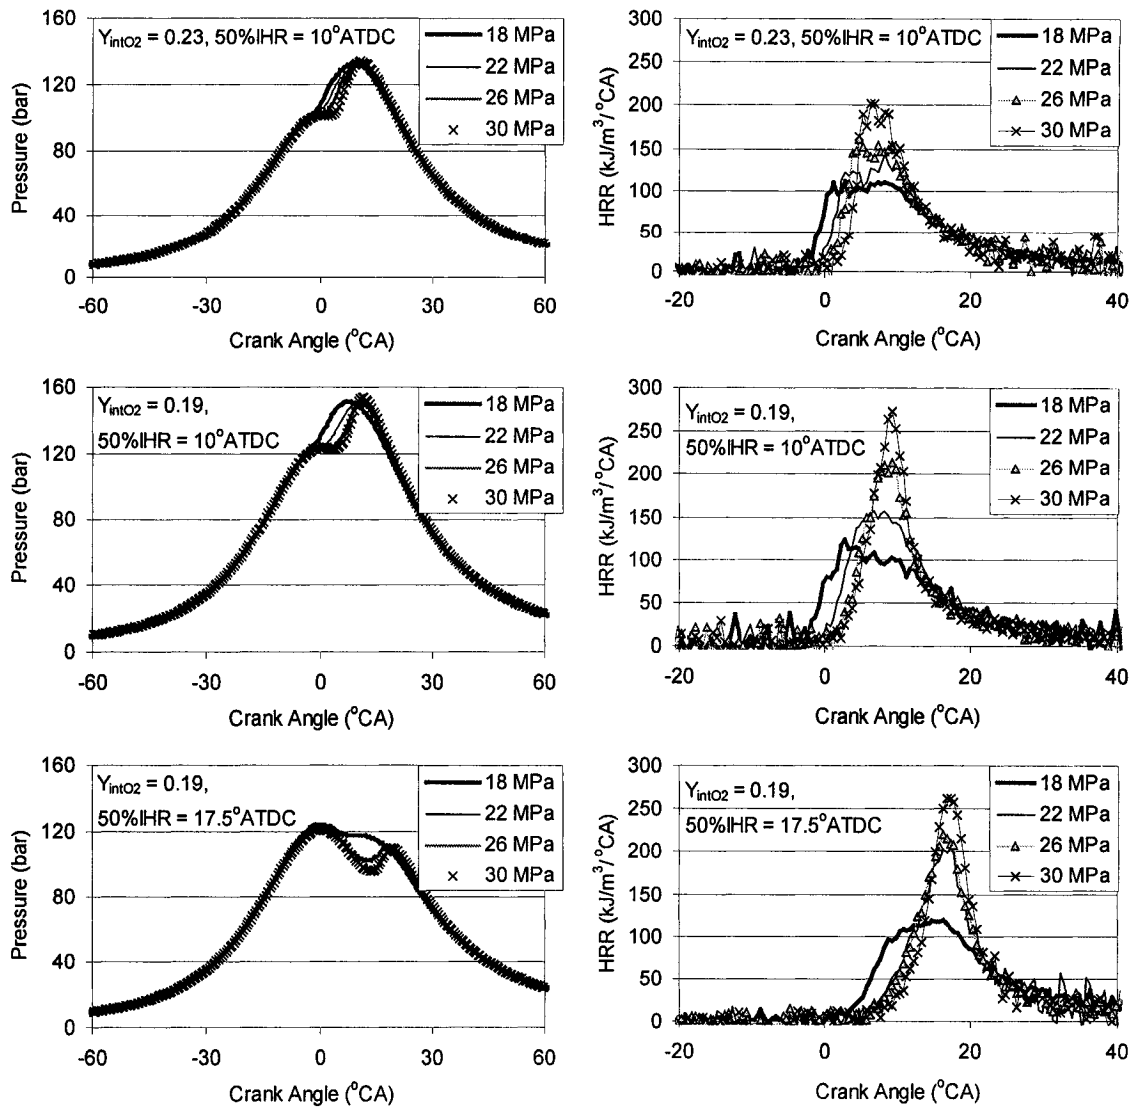 Y_intO2 = 0.23, 50%IHR = 10°ATDC
18 MPa
22 MPa
26 MPa
30 MPa
Pressure (bar)
160
120
80
40
0
-60
-30
0
30
60
Crank Angle (°CA)
Y_intO2 = 0.23, 50%IHR = 10°ATDC
18 MPa
22 MPa
26 MPa
30 MPa
HRR (kJ/m³/°CA)
300
250
200
150
100
50
0
-20
0
20
40
Crank Angle (°CA)
Y_intO2 = 0.19,
50%IHR = 10°ATDC
18 MPa
22 MPa
26 MPa
30 MPa
Pressure (bar)
160
120
80
40
0
-60
-30
0
30
60
Crank Angle (°CA)
Y_intO2 = 0.19,
50%IHR = 10°ATDC
18 MPa
22 MPa
26 MPa
30 MPa
HRR (kJ/m³/°CA)
300
250
200
150
100
50
0
-20
0
20
40
Crank Angle (°CA)
Y_intO2 = 0.19,
50%IHR = 17.5°ATDC
18 MPa
22 MPa
26 MPa
30 MPa
Pressure (bar)
160
120
80
40
0
-60
-30
0
30
60
Crank Angle (°CA)
Y_intO2 = 0.19,
50%IHR = 17.5°ATDC
18 MPa
22 MPa
26 MPa
30 MPa
HRR (kJ/m³/°CA)
300
250
200
150
100
50
0
-20
0
20
40
Crank Angle (°CA)